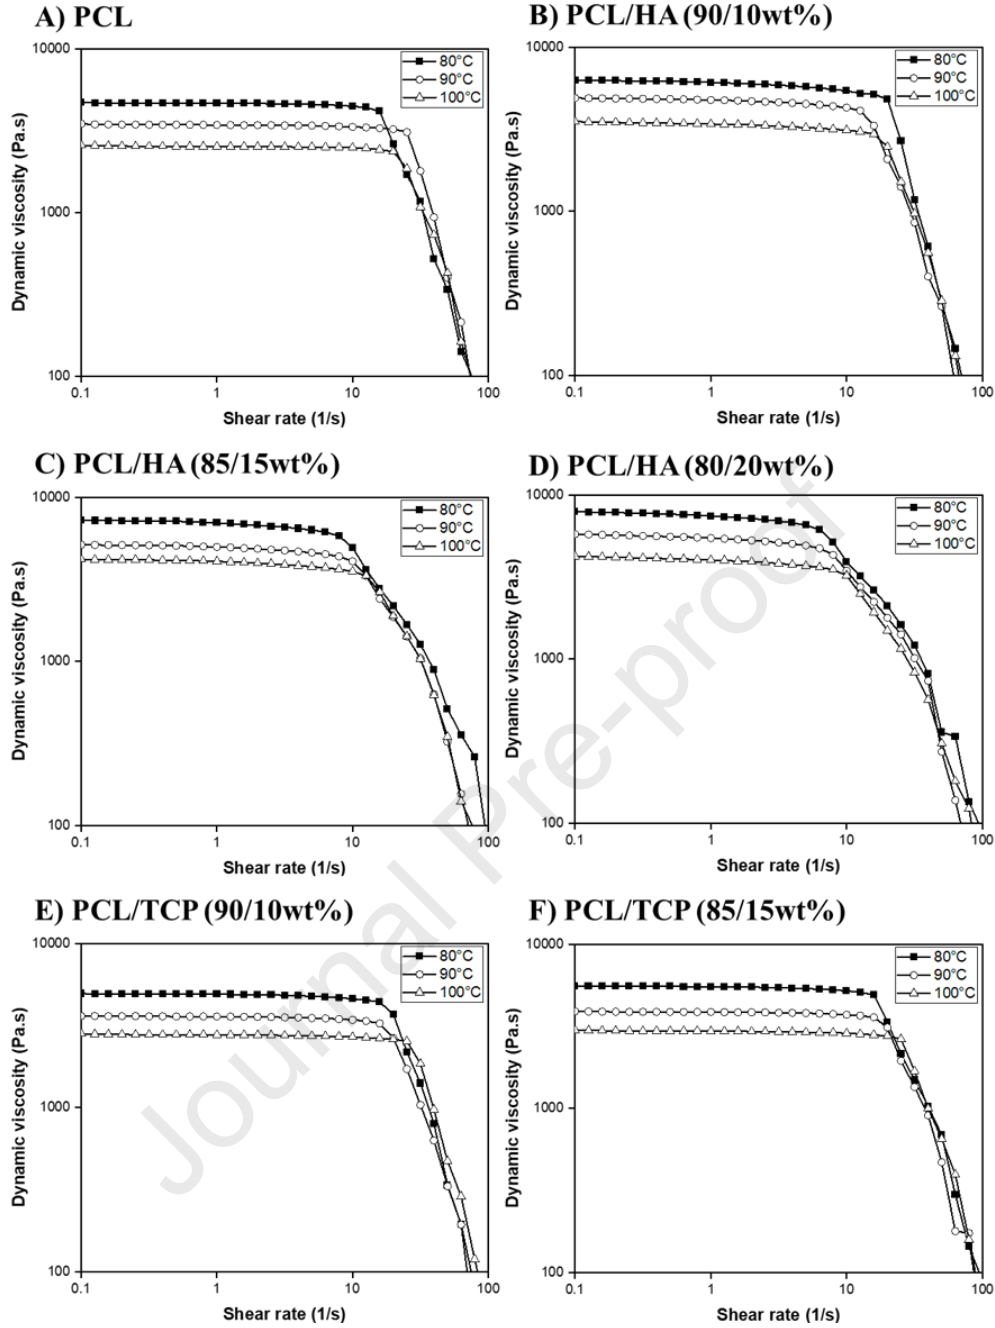 A) PCL
10000
1000
100
0.1
1
10
100
Dynamic viscosity (Pa.s)
Shear rate (1/s)
80°C
90°C
100°C
B) PCL/HA (90/10wt%)
10000
1000
100
0.1
1
10
100
Dynamic viscosity (Pa.s)
Shear rate (1/s)
80°C
90°C
100°C
C) PCL/HA (85/15wt%)
10000
1000
100
0.1
1
10
100
Dynamic viscosity (Pa.s)
Shear rate (1/s)
80°C
90°C
100°C
D) PCL/HA (80/20wt%)
10000
1000
100
0.1
1
10
100
Dynamic viscosity (Pa.s)
Shear rate (1/s)
80°C
90°C
100°C
E) PCL/TCP (90/10wt%)
10000
1000
100
0.1
1
10
100
Dynamic viscosity (Pa.s)
Shear rate (1/s)
80°C
90°C
100°C
F) PCL/TCP (85/15wt%)
10000
1000
100
0.1
1
10
100
Dynamic viscosity (Pa.s)
Shear rate (1/s)
80°C
90°C
100°C
Journal Pre-proof